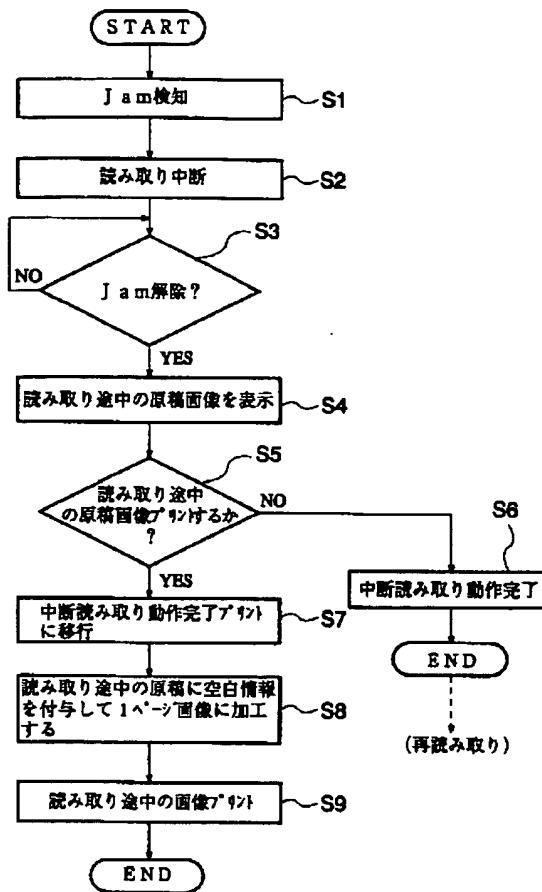 START
Jam検知
S1
読み取り中断
S2
S3
NO
Jam解除?
YES
読み取り途中の原稿画像を表示
S4
S5
読み取り途中
の原稿画像プリントするか
?
NO
S6
YES
中断読み取り動作完了
中断読み取り動作完了プリント
に移行
S7
END
読み取り途中の原稿に空白情報
を付与して1ページ画像に加工
する
S8
(再読み取り)
読み取り途中の画像プリント
S9
END